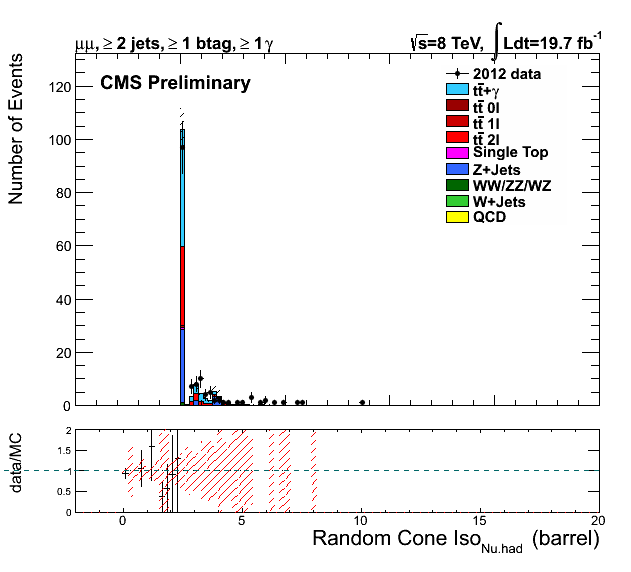 μμ, ≥ 2 jets, ≥ 1 btag, ≥ 1 γ √s=8 TeV, ∫ Ldt=19.7 fb⁻¹
CMS Preliminary
2012 data
tt̄+γ
tt̄ 0l
tt̄ 1l
tt̄ 2l
Single Top
Z+Jets
WW/ZZ/WZ
W+Jets
QCD
Number of Events
120
100
80
60
40
20
0
data/MC
2
1.5
1
0.5
0
0 5 10 15 20
Random Cone Iso_Nu.had (barrel)